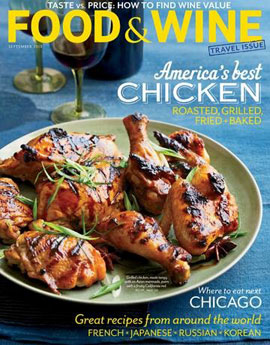 TASTE vs. PRICE: HOW TO FIND WINE VALUE
FOOD & WINE
SEPTEMBER
TRAVEL ISSUE
America's best
CHICKEN
ROASTED, GRILLED,
FRIED + BAKED
Where to eat next
CHICAGO
Great recipes from around the world
FRENCH • JAPANESE • RUSSIAN • KOREAN